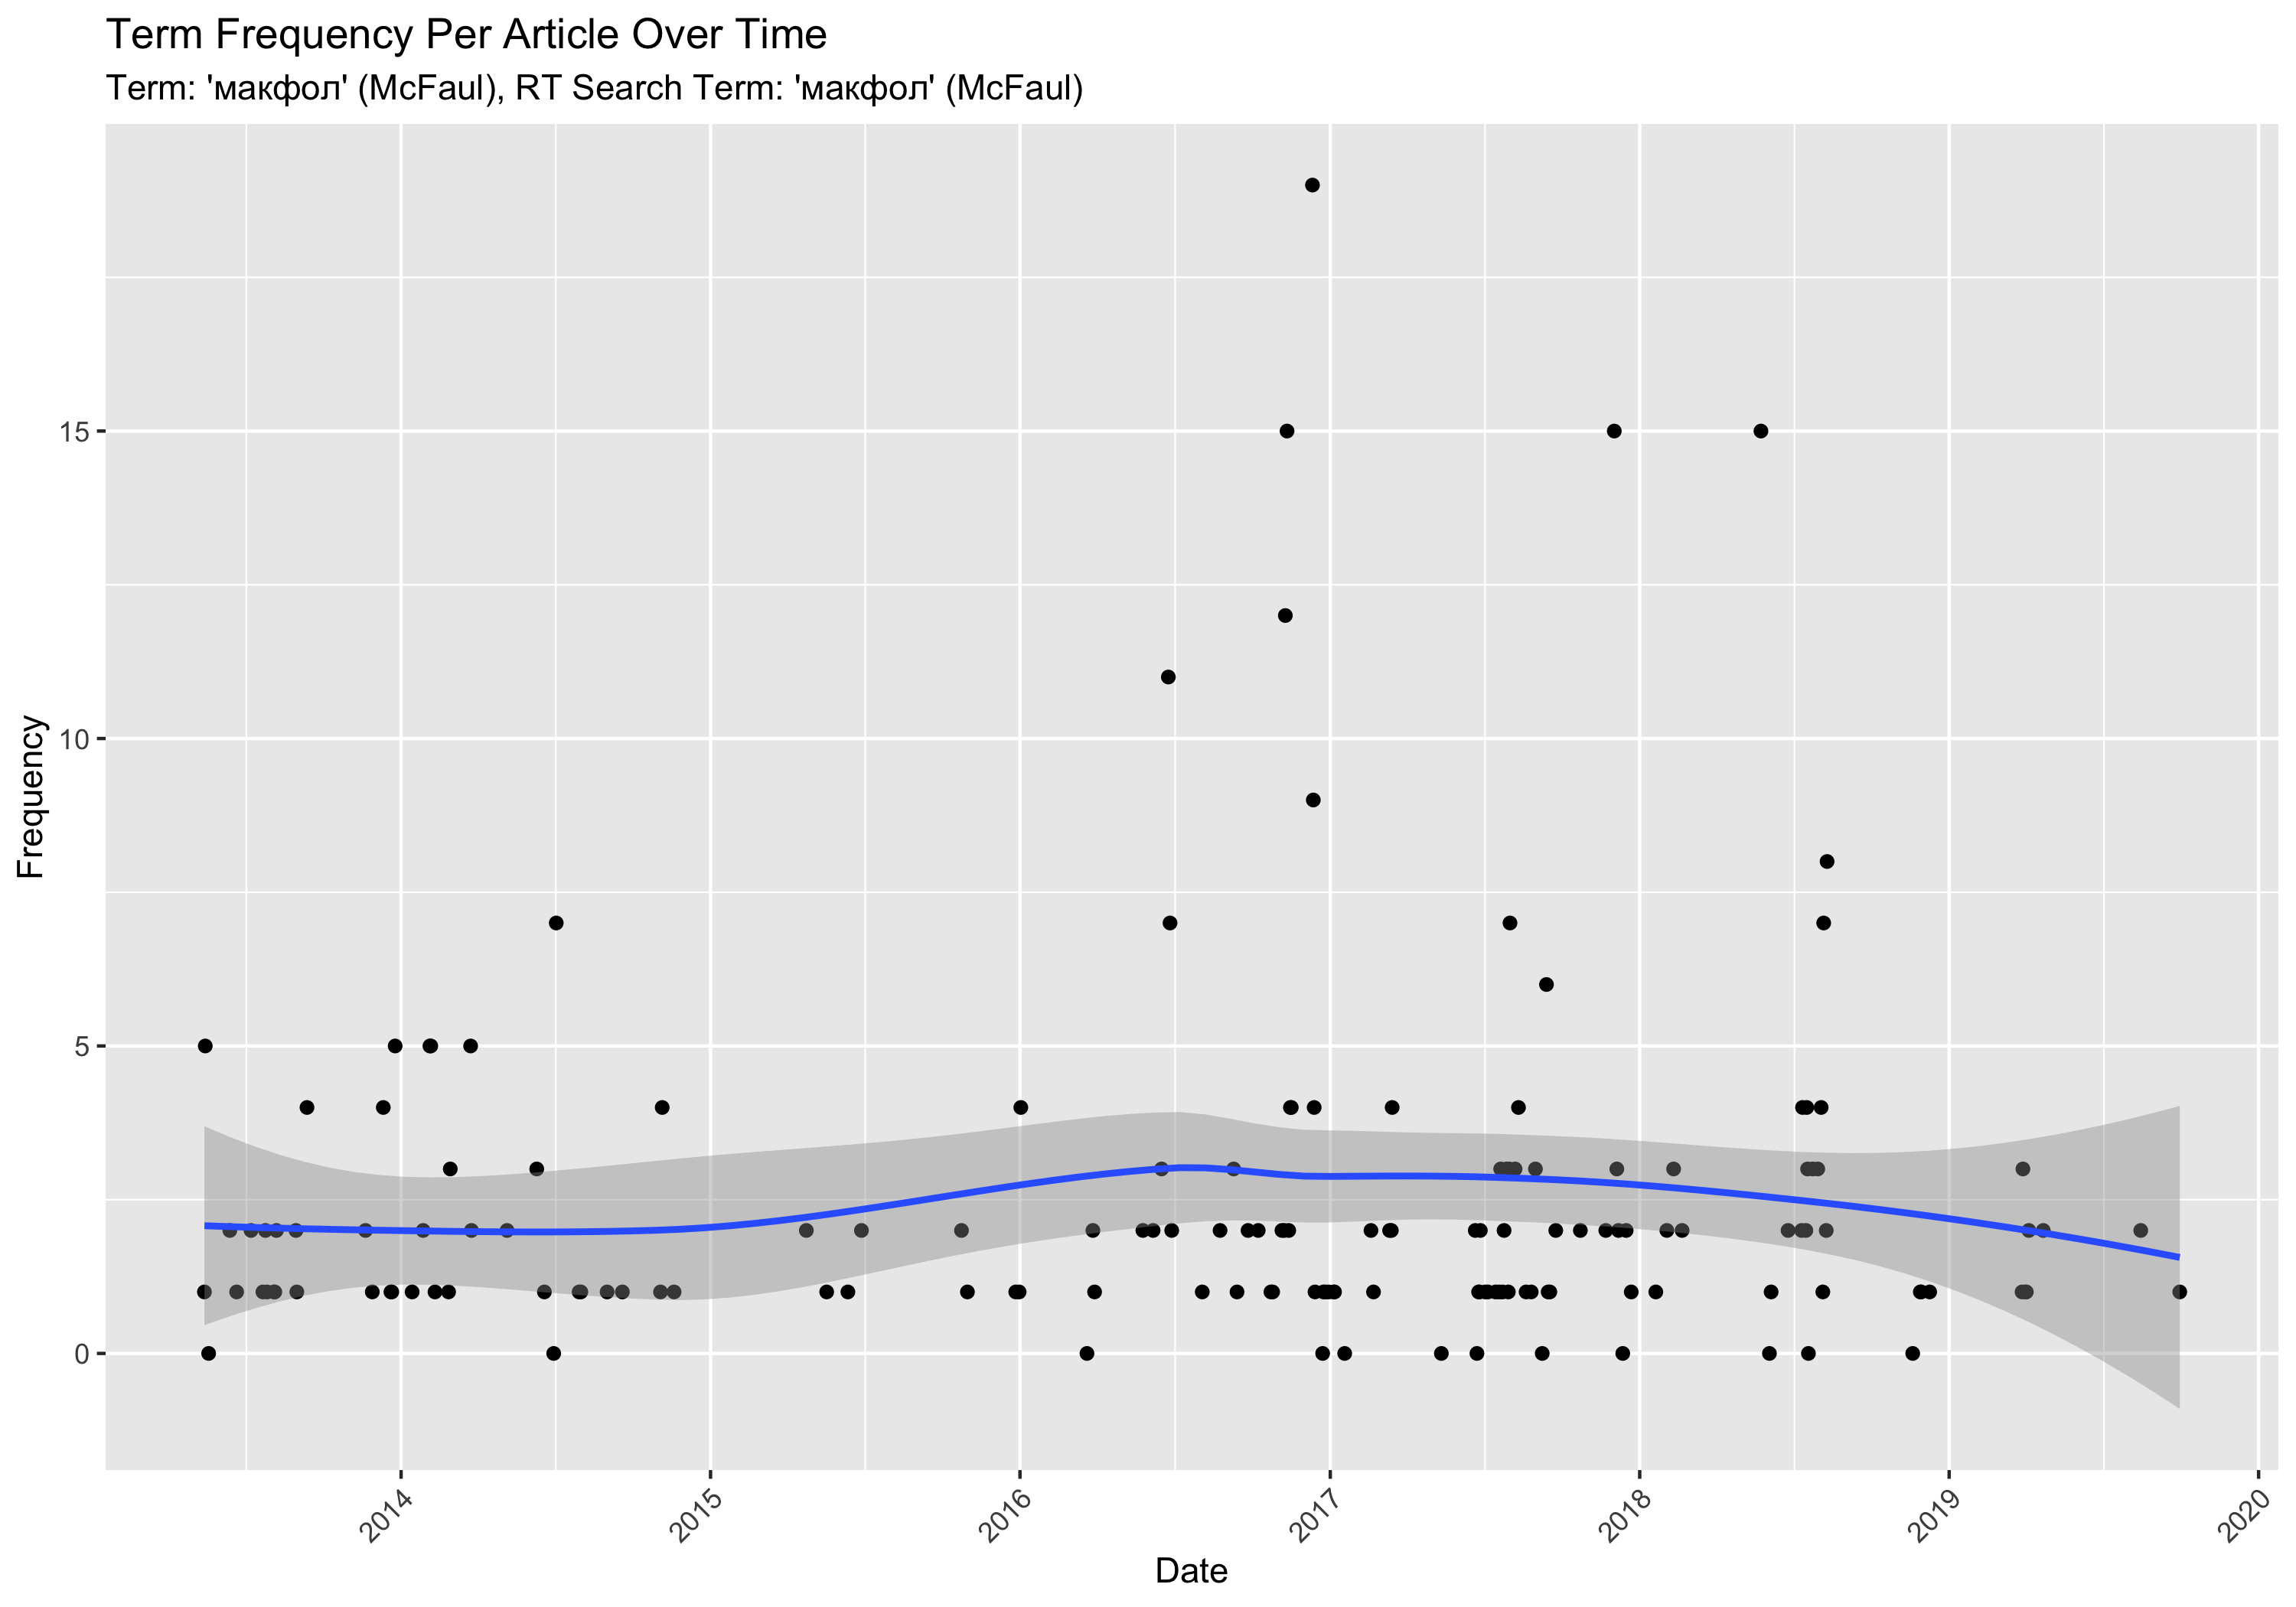 Term Frequency Per Article Over Time
Term: 'макфол' (McFaul), RT Search Term: 'макфол' (McFaul)
15
10
5
0
Frequency
2014
2015
2016
2017
2018
2019
2020
Date